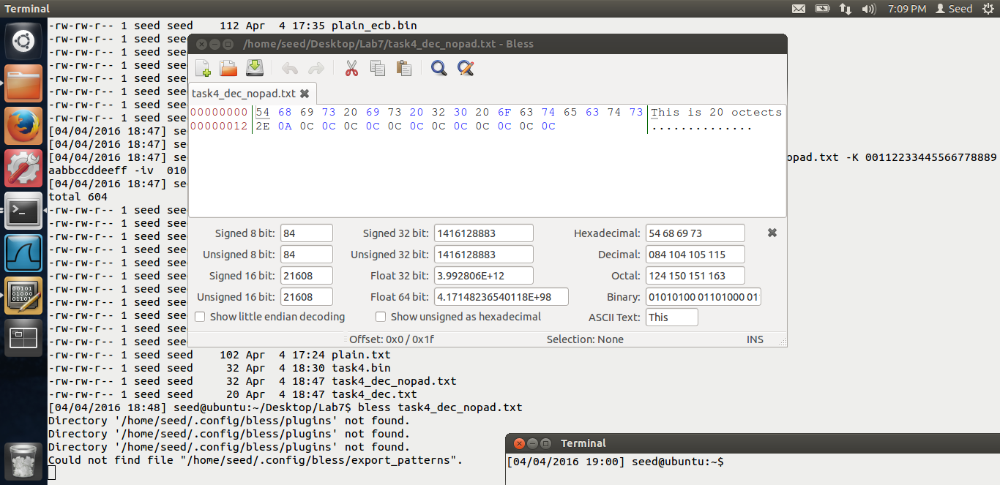 Terminal
7:09 PM Seed
-rw-rw-r-- 1 seed seed    112 Apr  4 17:35 plain_ecb.bin
-rw-rw-r-- 1 seed see
-rw-rw-r-- 1 seed see
-rw-rw-r-- 1 seed see
-rw-rw-r-- 1 seed see
-rw-rw-r-- 1 seed see
-rw-rw-r-- 1 seed see
-rw-rw-r-- 1 seed see
[04/04/2016 18:47] se
[04/04/2016 18:47] se
[04/04/2016 18:47] se
opad.txt -K 00112233445566778889
aabbccddeeff -iv  010
[04/04/2016 18:47] se
total 604
-rw-rw-r-- 1 seed see
-rw-rw-r-- 1 seed see
-rw-rw-r-- 1 seed see
-rw-rw-r-- 1 seed see
-rw-rw-r-- 1 seed see
-rw-rw-r-- 1 seed see
-rw-rw-r-- 1 seed see
-rw-rw-r-- 1 seed see
-rw-rw-r-- 1 seed see
-rw-rw-r-- 1 seed see
-rw-rw-r-- 1 seed see
/home/seed/Desktop/Lab7/task4_dec_nopad.txt - Bless
task4_dec_nopad.txt
00000000 54 68 69 73 20 69 73 20 32 30 20 6F 63 74 65 63 74 73 This is 20 octects
00000012 2E 0A 0C 0C 0C 0C 0C 0C 0C 0C 0C 0C 0C 0C ..............
Signed 8 bit: 84 Signed 32 bit: 1416128883 Hexadecimal: 54 68 69 73
Unsigned 8 bit: 84 Unsigned 32 bit: 1416128883 Decimal: 084 104 105 115
Signed 16 bit: 21608 Float 32 bit: 3.992806E+12 Octal: 124 150 151 163
Unsigned 16 bit: 21608 Float 64 bit: 4.17148236540118E+98 Binary: 01010100 01101000 01
Show little endian decoding Show unsigned as hexadecimal ASCII Text: This
Offset: 0x0 / 0x1f Selection: None INS
-rw-rw-r-- 1 seed seed    102 Apr  4 17:24 plain.txt
-rw-rw-r-- 1 seed seed     32 Apr  4 18:30 task4.bin
-rw-rw-r-- 1 seed seed     32 Apr  4 18:47 task4_dec_nopad.txt
-rw-rw-r-- 1 seed seed     20 Apr  4 18:47 task4_dec.txt
[04/04/2016 18:48] seed@ubuntu:~/Desktop/Lab7$ bless task4_dec_nopad.txt
Directory '/home/seed/.config/bless/plugins' not found.
Directory '/home/seed/.config/bless/plugins' not found.
Directory '/home/seed/.config/bless/plugins' not found.
Could not find file "/home/seed/.config/bless/export_patterns".
Terminal
[04/04/2016 19:00] seed@ubuntu:~$